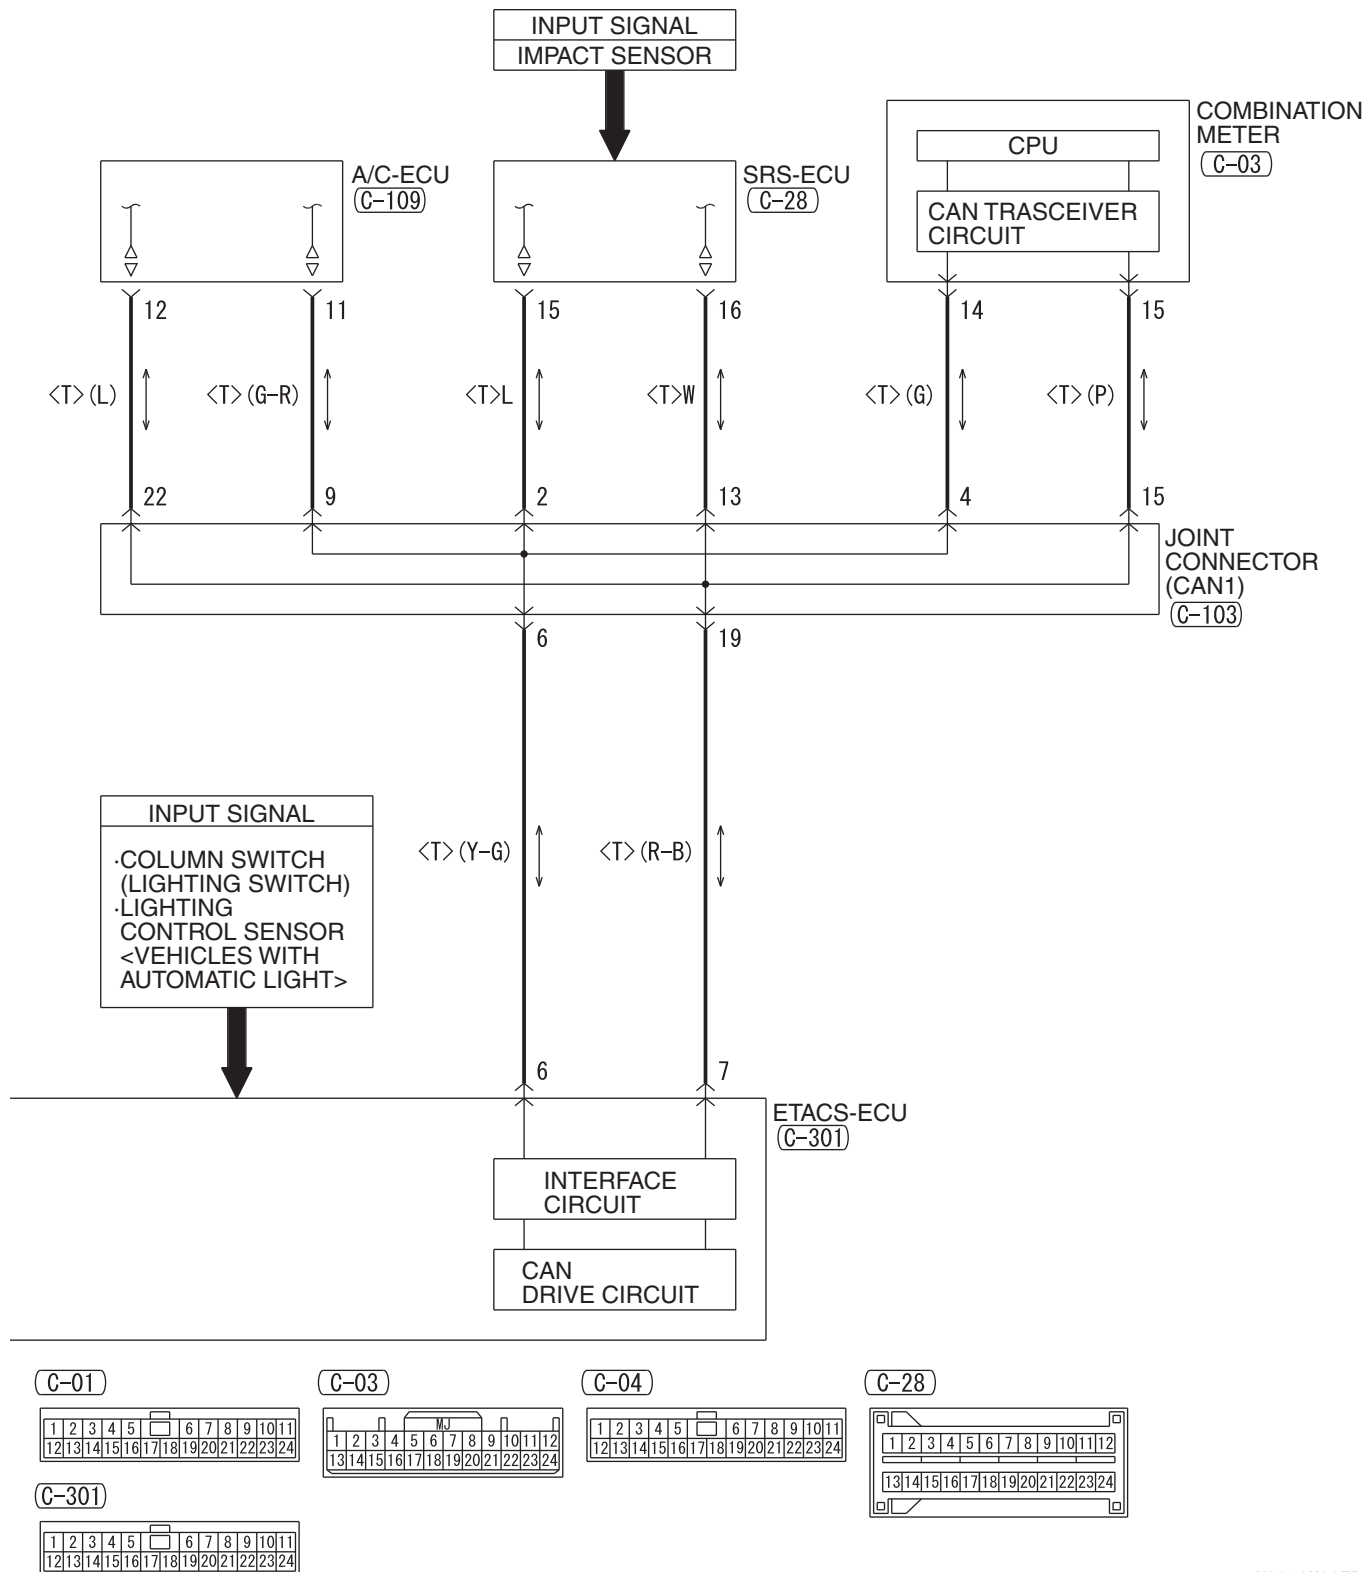 INPUT SIGNAL
IMPACT SENSOR
COMBINATION
METER
C-03
CPU
CAN TRASCEIVER
CIRCUIT
A/C-ECU
C-109
SRS-ECU
C-28
12
11
15
16
14
15
<T>(L)
<T>(G-R)
<T>L
<T>W
<T>(G)
<T>(P)
22
9
2
13
4
15
JOINT
CONNECTOR
(CAN1)
C-103
6
19
INPUT SIGNAL
·COLUMN SWITCH
(LIGHTING SWITCH)
·LIGHTING
CONTROL SENSOR
<VEHICLES WITH
AUTOMATIC LIGHT>
<T>(Y-G)
<T>(R-B)
6
7
ETACS-ECU
C-301
INTERFACE
CIRCUIT
CAN
DRIVE CIRCUIT
C-01
1 2 3 4 5 6 7 8 9 10 11
12 13 14 15 16 17 18 19 20 21 22 23 24
C-03
MJ
1 2 3 4 5 6 7 8 9 10 11 12
13 14 15 16 17 18 19 20 21 22 23 24
C-04
1 2 3 4 5 6 7 8 9 10 11
12 13 14 15 16 17 18 19 20 21 22 23 24
C-28
1 2 3 4 5 6 7 8 9 10 11 12
13 14 15 16 17 18 19 20 21 22 23 24
C-301
1 2 3 4 5 6 7 8 9 10 11
12 13 14 15 16 17 18 19 20 21 22 23 24